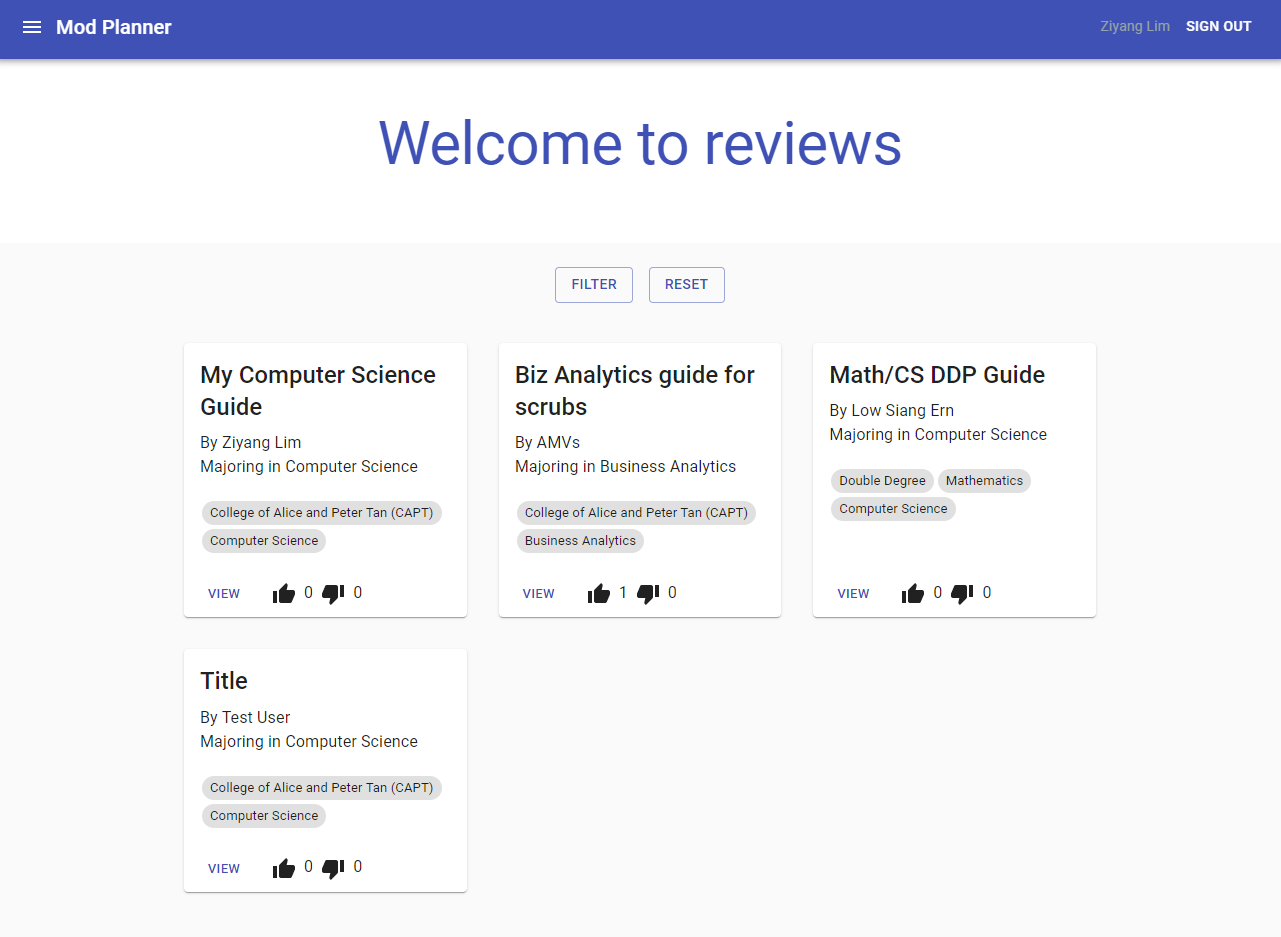 Mod Planner
Ziyang Lim SIGN OUT
Welcome to reviews
FILTER RESET
My Computer Science
Guide
By Ziyang Lim
Majoring in Computer Science
College of Alice and Peter Tan (CAPT)
Computer Science
VIEW 0 0
Biz Analytics guide for
scrubs
By AMVs
Majoring in Business Analytics
College of Alice and Peter Tan (CAPT)
Business Analytics
VIEW 1 0
Math/CS DDP Guide
By Low Siang Ern
Majoring in Computer Science
Double Degree Mathematics
Computer Science
VIEW 0 0
Title
By Test User
Majoring in Computer Science
College of Alice and Peter Tan (CAPT)
Computer Science
VIEW 0 0